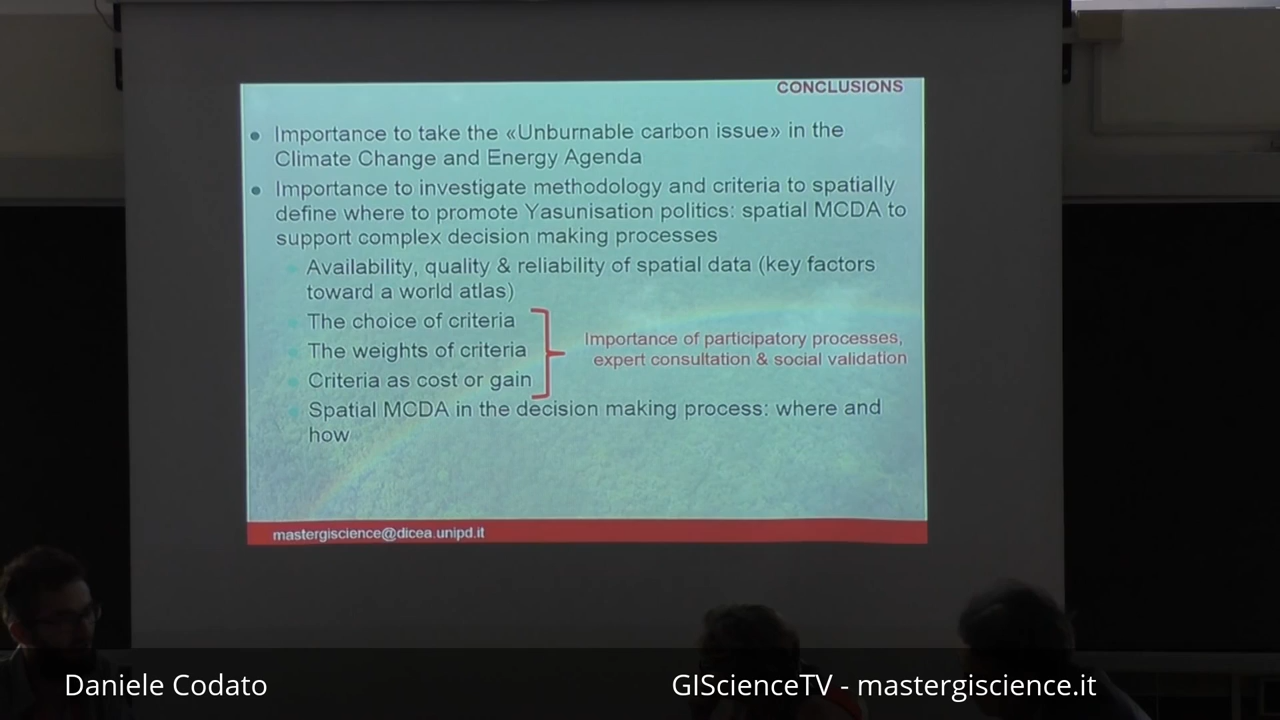 CONCLUSIONS
Importance to take the «Unburnable carbon issue» in the
Climate Change and Energy Agenda
Importance to investigate methodology and criteria to spatially
define where to promote Yasunisation politics: spatial MCDA to
support complex decision making processes
Availability, quality & reliability of spatial data (key factors
toward a world atlas)
The choice of criteria
The weights of criteria
Criteria as cost or gain
Importance of participatory processes,
expert consultation & social validation
Spatial MCDA in the decision making process: where and
how
mastergiscience@dicea.unipd.it
Daniele Codato
GIScienceTV - mastergiscience.it